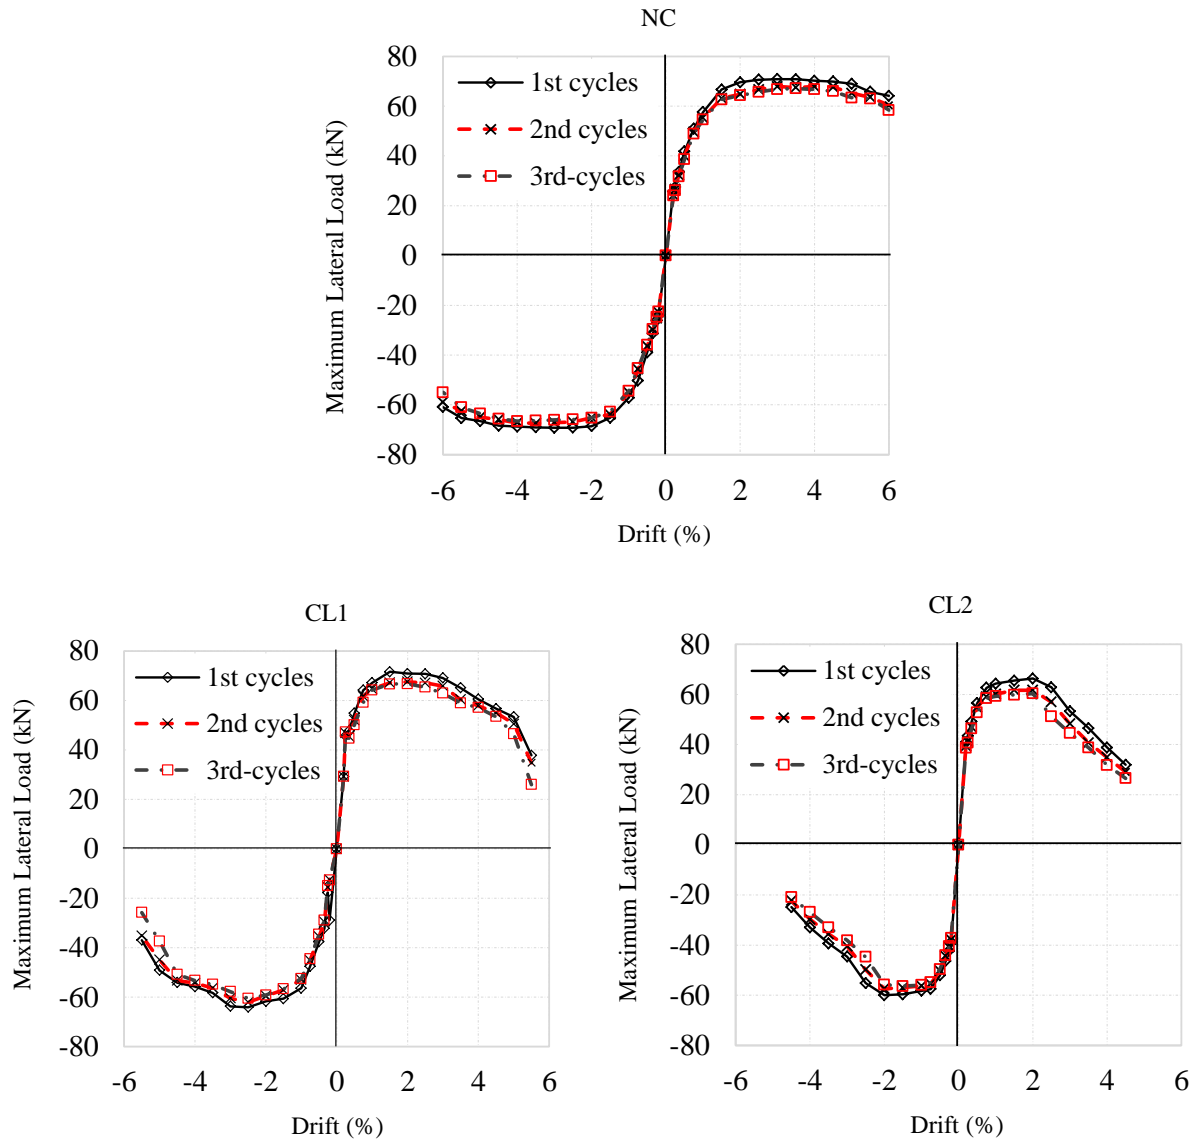 NC
80
60
40
20
0
-20
-40
-60
-80
-6 -4 -2 0 2 4 6
Maximum Lateral Load (kN)
Drift (%)
1st cycles
2nd cycles
3rd-cycles
CL1
80
60
40
20
0
-20
-40
-60
-80
-6 -4 -2 0 2 4 6
Maximum Lateral Load (kN)
Drift (%)
1st cycles
2nd cycles
3rd-cycles
CL2
80
60
40
20
0
-20
-40
-60
-80
-6 -4 -2 0 2 4 6
Maximum Lateral Load (kN)
Drift (%)
1st cycles
2nd cycles
3rd-cycles